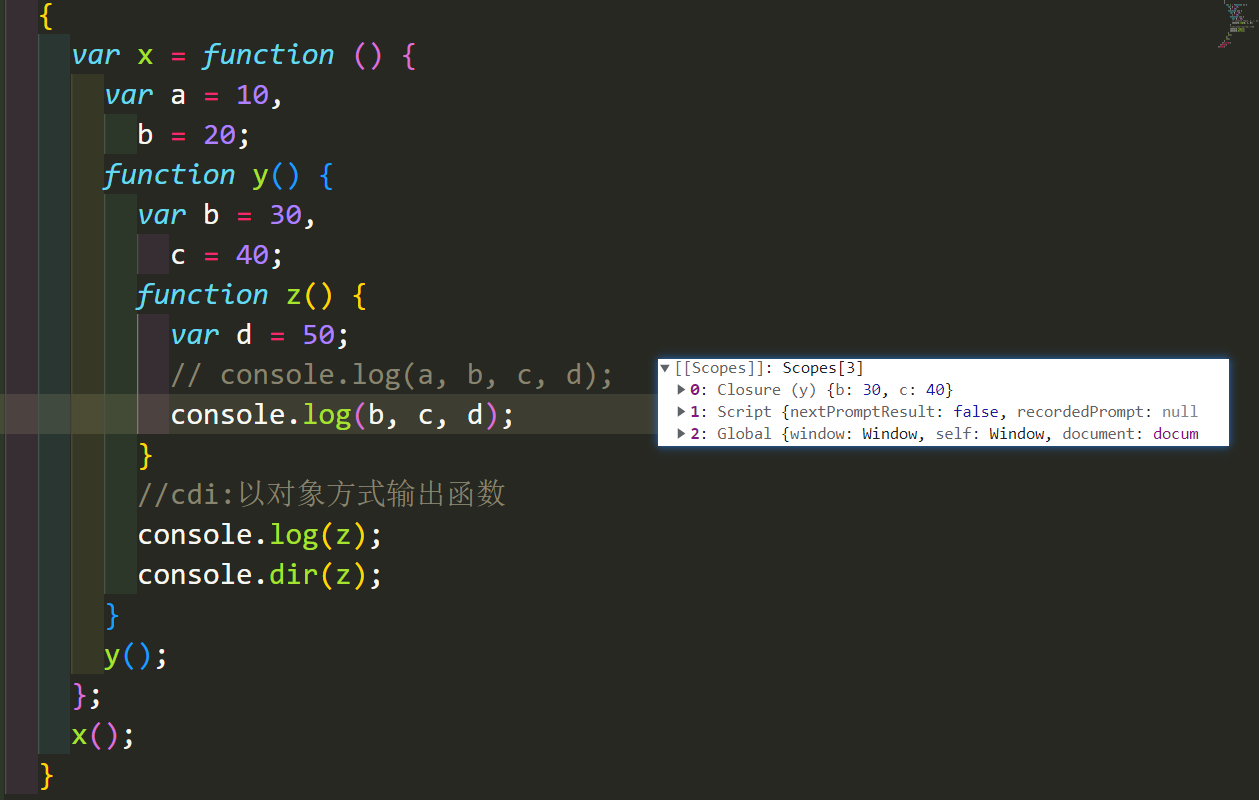 {
var x = function () {
var a = 10,
b = 20;
function y() {
var b = 30,
c = 40;
function z() {
var d = 50;
// console.log(a, b, c, d);
console.log(b, c, d);
}
//cdi:以对象方式输出函数
console.log(z);
console.dir(z);
}
y();
};
x();
}
[[Scopes]]: Scopes[3]
0: Closure (y) {b: 30, c: 40}
1: Script {nextPromptResult: false, recordedPrompt: null
2: Global {window: Window, self: Window, document: docum